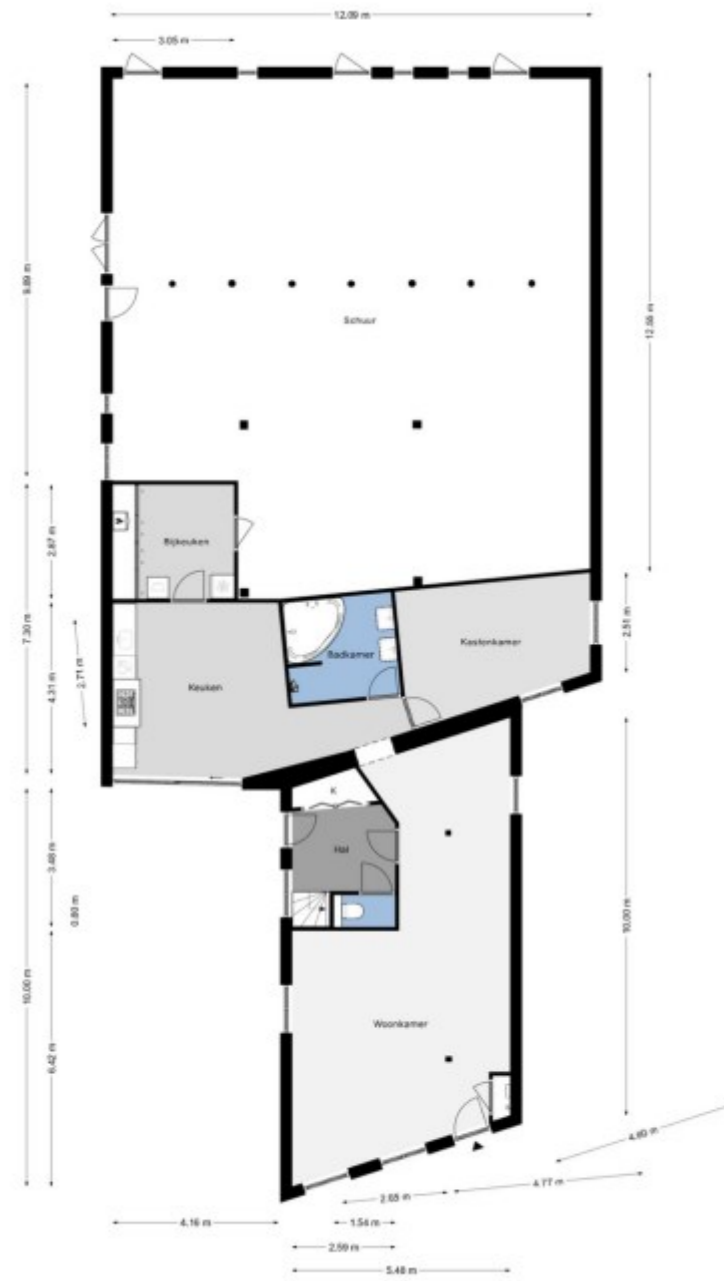 12.09 m
3.05 m
9.89 m
12.58 m
Schuur
Bijkeuken
2.87 m
7.30 m
4.31 m
2.71 m
Badkamer
Kastenkamer
2.51 m
Keuken
K
Hal
3.48 m
0.80 m
10.00 m
10.00 m
6.42 m
Woonkamer
4.80 m
4.77 m
2.65 m
4.16 m
1.54 m
2.59 m
5.48 m